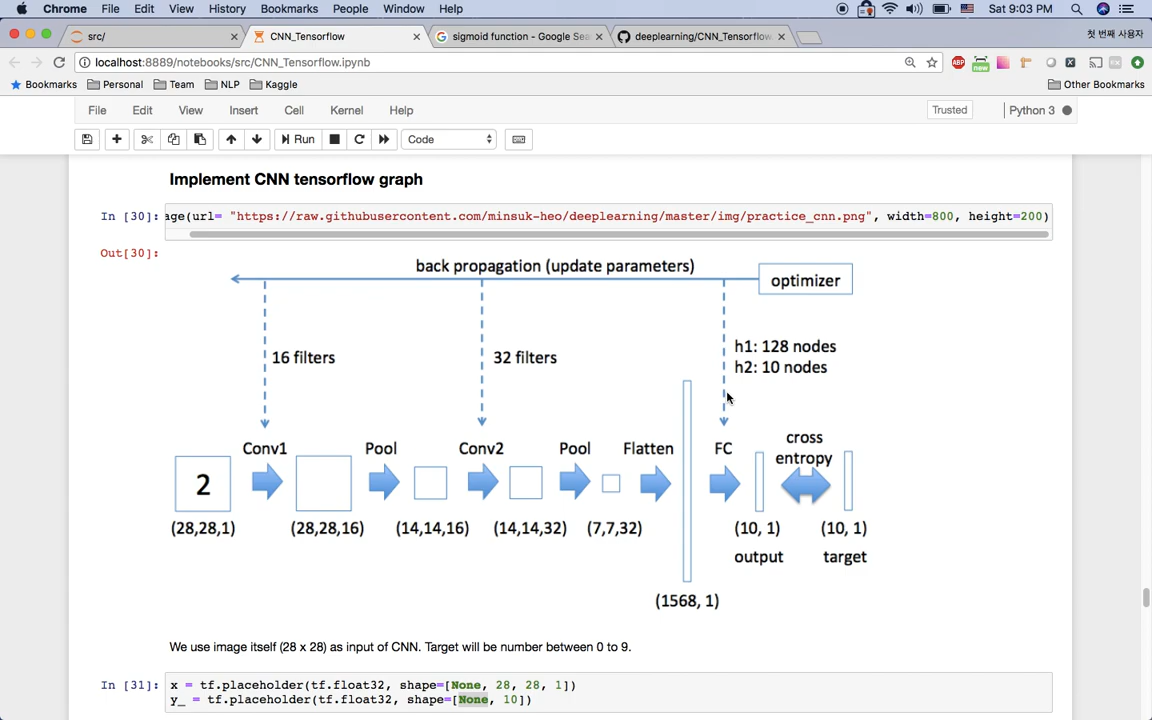 Chrome File Edit View History Bookmarks People Window Help Sat 9:03 PM
src/ CNN_Tensorflow sigmoid function - Google Sea deeplearning/CNN_Tensorflow. 첫 번째 사용자
localhost:8889/notebooks/src/CNN_Tensorflow.ipynb ABP new
Bookmarks Personal Team NLP Kaggle Other Bookmarks
File Edit View Insert Cell Kernel Help Trusted Python 3
Run Code
Implement CNN tensorflow graph
In [30]: age(url= "https://raw.githubusercontent.com/minsuk-heo/deeplearning/master/img/practice_cnn.png", width=800, height=200)
Out[30]:
back propagation (update parameters)
optimizer
16 filters
32 filters
h1: 128 nodes
h2: 10 nodes
Conv1 Pool Conv2 Pool Flatten FC cross entropy
2
(28,28,1) (28,28,16) (14,14,16) (14,14,32) (7,7,32) (10, 1) (10, 1)
output target
(1568, 1)
We use image itself (28 x 28) as input of CNN. Target will be number between 0 to 9.
In [31]: x = tf.placeholder(tf.float32, shape=[None, 28, 28, 1])
y_ = tf.placeholder(tf.float32, shape=[None, 10])